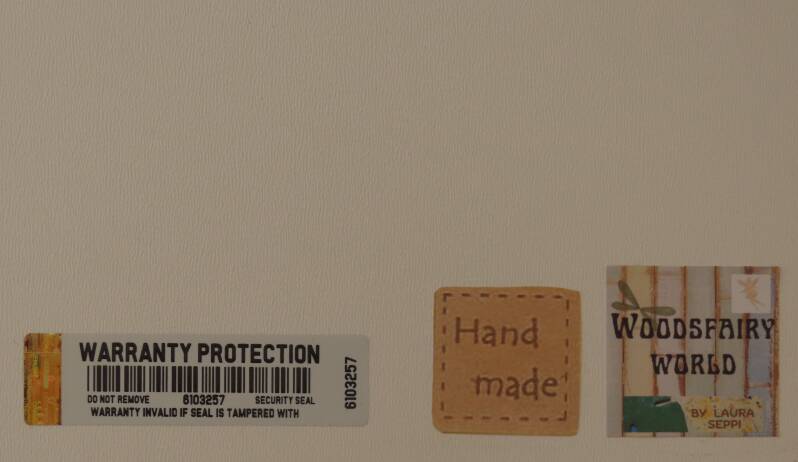 WARRANTY PROTECTION
DO NOT REMOVE 6103257 SECURITY SEAL
WARRANTY INVALID IF SEAL IS TAMPERED WITH
6103257
Hand
made
WOODSFAIRY
WORLD
BY LAURA
SEPPI